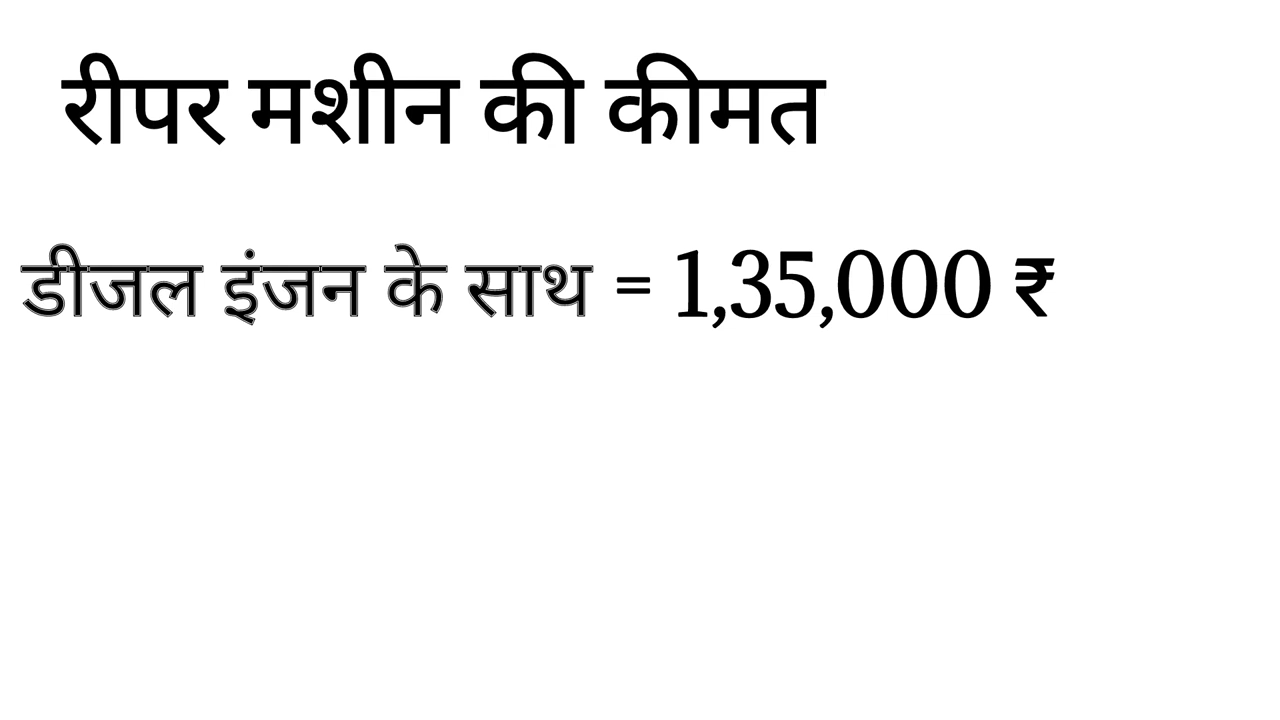 रीपर मशीन की कीमत
डीजल इंजन के साथ = 1,35,000 ₹